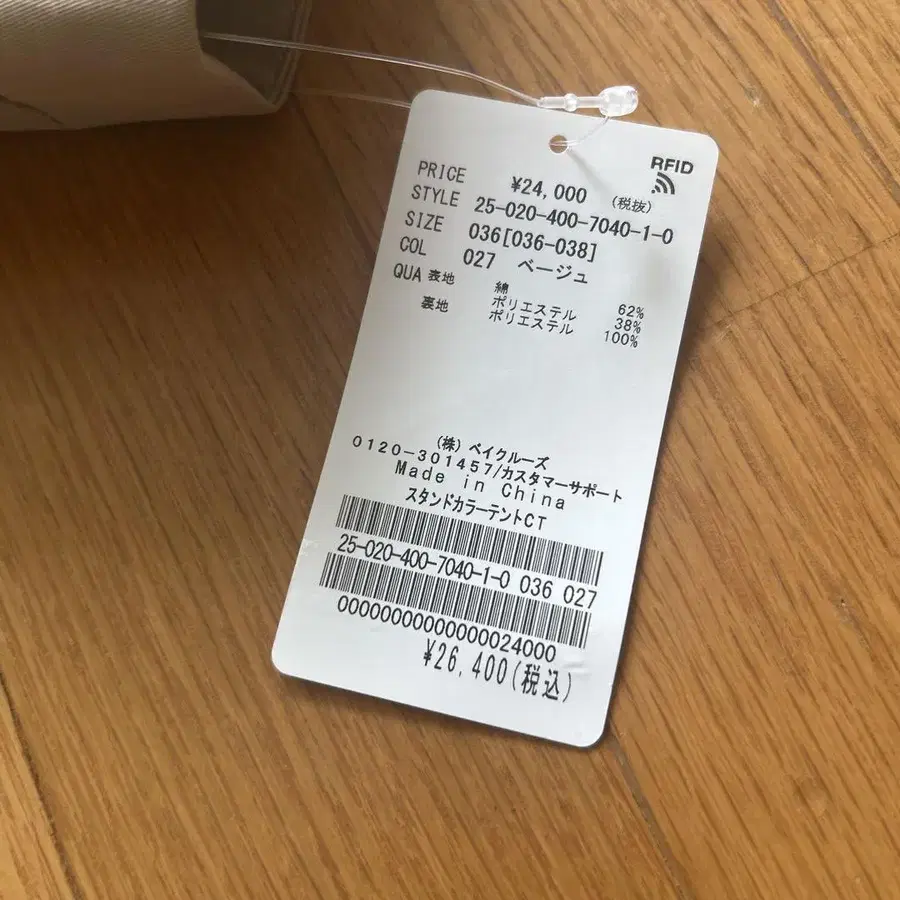 RFID
PRICE ¥24,000 (税抜)
STYLE 25-020-400-7040-1-0
SIZE 036[036-038]
COL 027 ベージュ
QUA 表地 綿 62%
ポリエステル 38%
裏地 ポリエステル 100%
(株) ベイクルーズ
0120-301457/カスタマーサポート
Made in China
スタンドカラーテントCT
25-020-400-7040-1-0 036 027
0000000000000024000
¥26,400(税込)